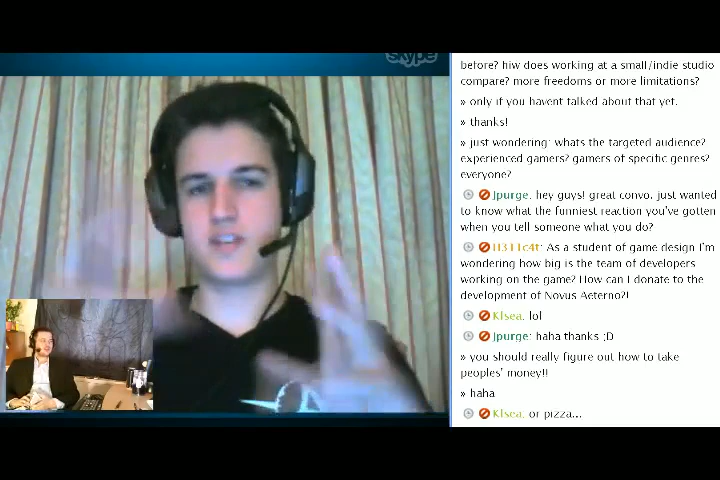 skype
before? hiw does working at a small/indie studio
compare? more freedoms or more limitations?
» only if you havent talked about that yet.
» thanks!
» just wondering: whats the targeted audience?
experienced gamers? gamers of specific genres?
everyone?
Jpurge: hey guys! great convo, just wanted
to know what the funniest reaction you've gotten
when you tell someone what you do?
H311c4t: As a student of game design I'm
wondering how big is the team of developers
working on the game? How can I donate to the
development of Novus Aeterno?!
Klsea: lol
Jpurge: haha thanks ;D
» you should really figure out how to take
peoples' money!!
» haha
Klsea: or pizza...